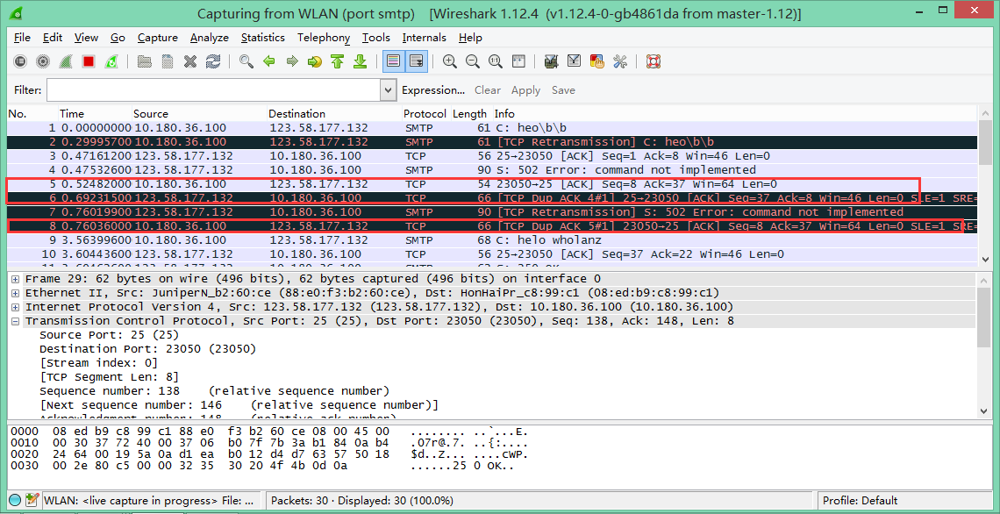 Capturing from WLAN (port smtp) [Wireshark 1.12.4 (v1.12.4-0-gb4861da from master-1.12)]
File Edit View Go Capture Analyze Statistics Telephony Tools Internals Help
Filter: Expression... Clear Apply Save
No. Time Source Destination Protocol Length Info
1 0.00000000 10.180.36.100 123.58.177.132 SMTP 61 C: heo\b\b
2 0.29995700 10.180.36.100 123.58.177.132 SMTP 61 [TCP Retransmission] C: heo\b\b
3 0.47161200 123.58.177.132 10.180.36.100 TCP 56 25→23050 [ACK] Seq=1 Ack=8 Win=46 Len=0
4 0.47532600 123.58.177.132 10.180.36.100 SMTP 90 S: 502 Error: command not implemented
5 0.52482000 10.180.36.100 123.58.177.132 TCP 54 23050→25 [ACK] Seq=8 Ack=37 Win=64 Len=0
6 0.69231500 123.58.177.132 10.180.36.100 TCP 66 [TCP Dup ACK 4#1] 25→23050 [ACK] Seq=37 Ack=8 Win=46 Len=0 SLE=1 SRE=
7 0.76019900 123.58.177.132 10.180.36.100 SMTP 90 [TCP Retransmission] S: 502 Error: command not implemented
8 0.76036000 10.180.36.100 123.58.177.132 TCP 66 [TCP Dup ACK 5#1] 23050→25 [ACK] Seq=8 Ack=37 Win=64 Len=0 SLE=1 SRE=
9 3.56399600 10.180.36.100 123.58.177.132 SMTP 68 C: helo wholanz
10 3.60443600 123.58.177.132 10.180.36.100 TCP 56 25→23050 [ACK] Seq=37 Ack=22 Win=46 Len=0
Frame 29: 62 bytes on wire (496 bits), 62 bytes captured (496 bits) on interface 0
Ethernet II, Src: JuniperN_b2:60:ce (88:e0:f3:b2:60:ce), Dst: HonHaiPr_c8:99:c1 (08:ed:b9:c8:99:c1)
Internet Protocol Version 4, Src: 123.58.177.132 (123.58.177.132), Dst: 10.180.36.100 (10.180.36.100)
Transmission Control Protocol, Src Port: 25 (25), Dst Port: 23050 (23050), Seq: 138, Ack: 148, Len: 8
Source Port: 25 (25)
Destination Port: 23050 (23050)
[Stream index: 0]
[TCP Segment Len: 8]
Sequence number: 138 (relative sequence number)
[Next sequence number: 146 (relative sequence number)]
Acknowledgment number: 148 (relative ack number)
0000 08 ed b9 c8 99 c1 88 e0 f3 b2 60 ce 08 00 45 00 ........ ..`...E.
0010 00 30 37 72 40 00 37 06 b0 7f 7b 3a b1 84 0a b4 .07r@.7. ..{:....
0020 24 64 00 19 5a 0a d1 ea b0 12 d4 d7 63 57 50 18 $d..Z... ....cWP.
0030 00 2e 80 c5 00 00 32 35 30 20 4f 4b 0d 0a ......25 0 OK..
WLAN: <live capture in progress> File: ... Packets: 30 · Displayed: 30 (100.0%) Profile: Default